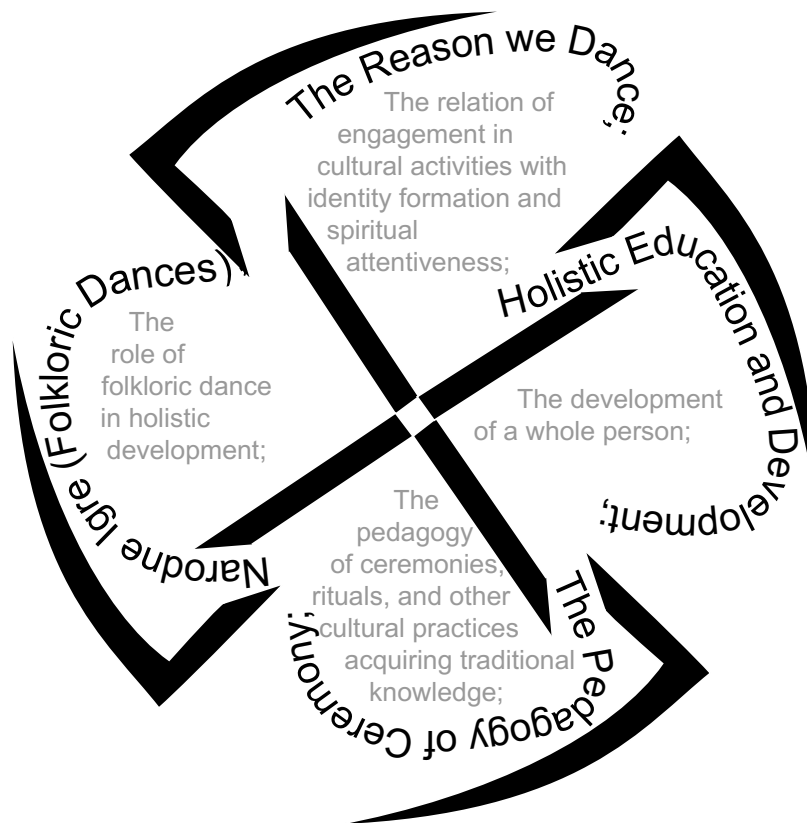 The Reason we Dance;
The relation of
engagement in
cultural activities with
identity formation and
spiritual
attentiveness;
Holistic Education and Development;
The development
of a whole person;
The Pedagogy of Ceremony;
The
pedagogy
of ceremonies,
rituals, and other
cultural practices
acquiring traditional
knowledge;
Narodne Igre (Folkloric Dances);
The
role of
folkloric dance
in holistic
development;